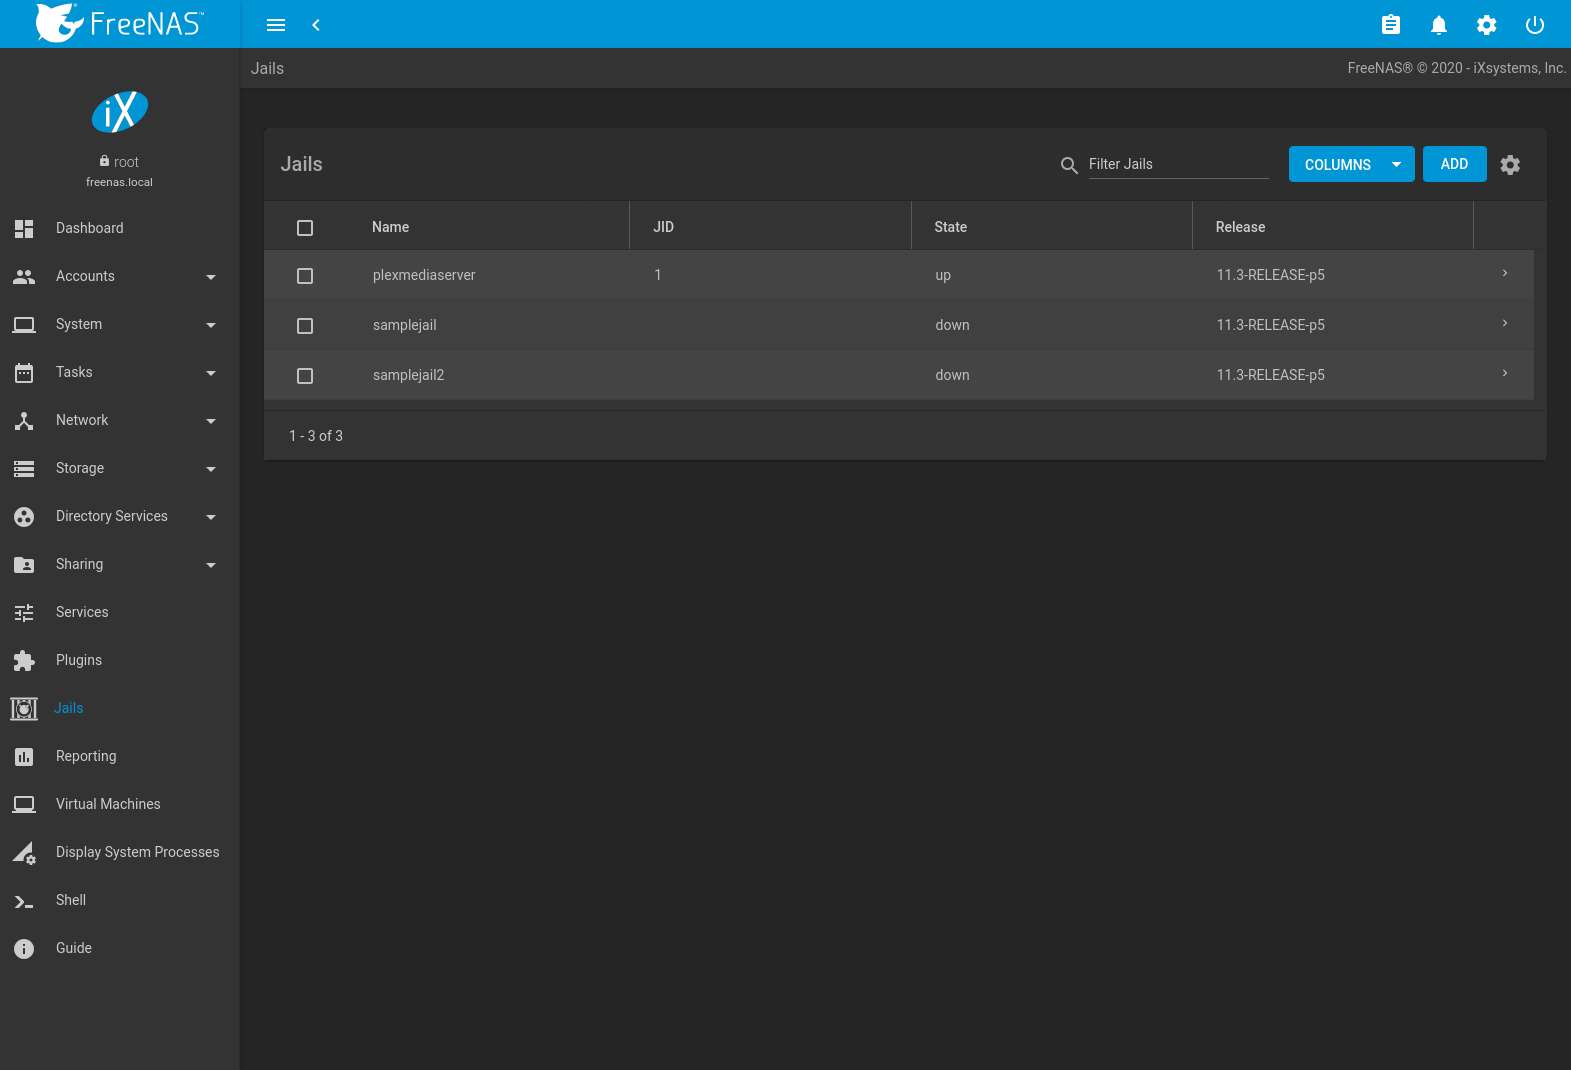 FreeNAS™
Jails
FreeNAS® © 2020 - iXsystems, Inc.
iX
root
freenas.local
Dashboard
Accounts
System
Tasks
Network
Storage
Directory Services
Sharing
Services
Plugins
Jails
Reporting
Virtual Machines
Display System Processes
Shell
Guide
Jails
Filter Jails
COLUMNS
ADD
Name JID State Release
plexmediaserver 1 up 11.3-RELEASE-p5
samplejail down 11.3-RELEASE-p5
samplejail2 down 11.3-RELEASE-p5
1 - 3 of 3